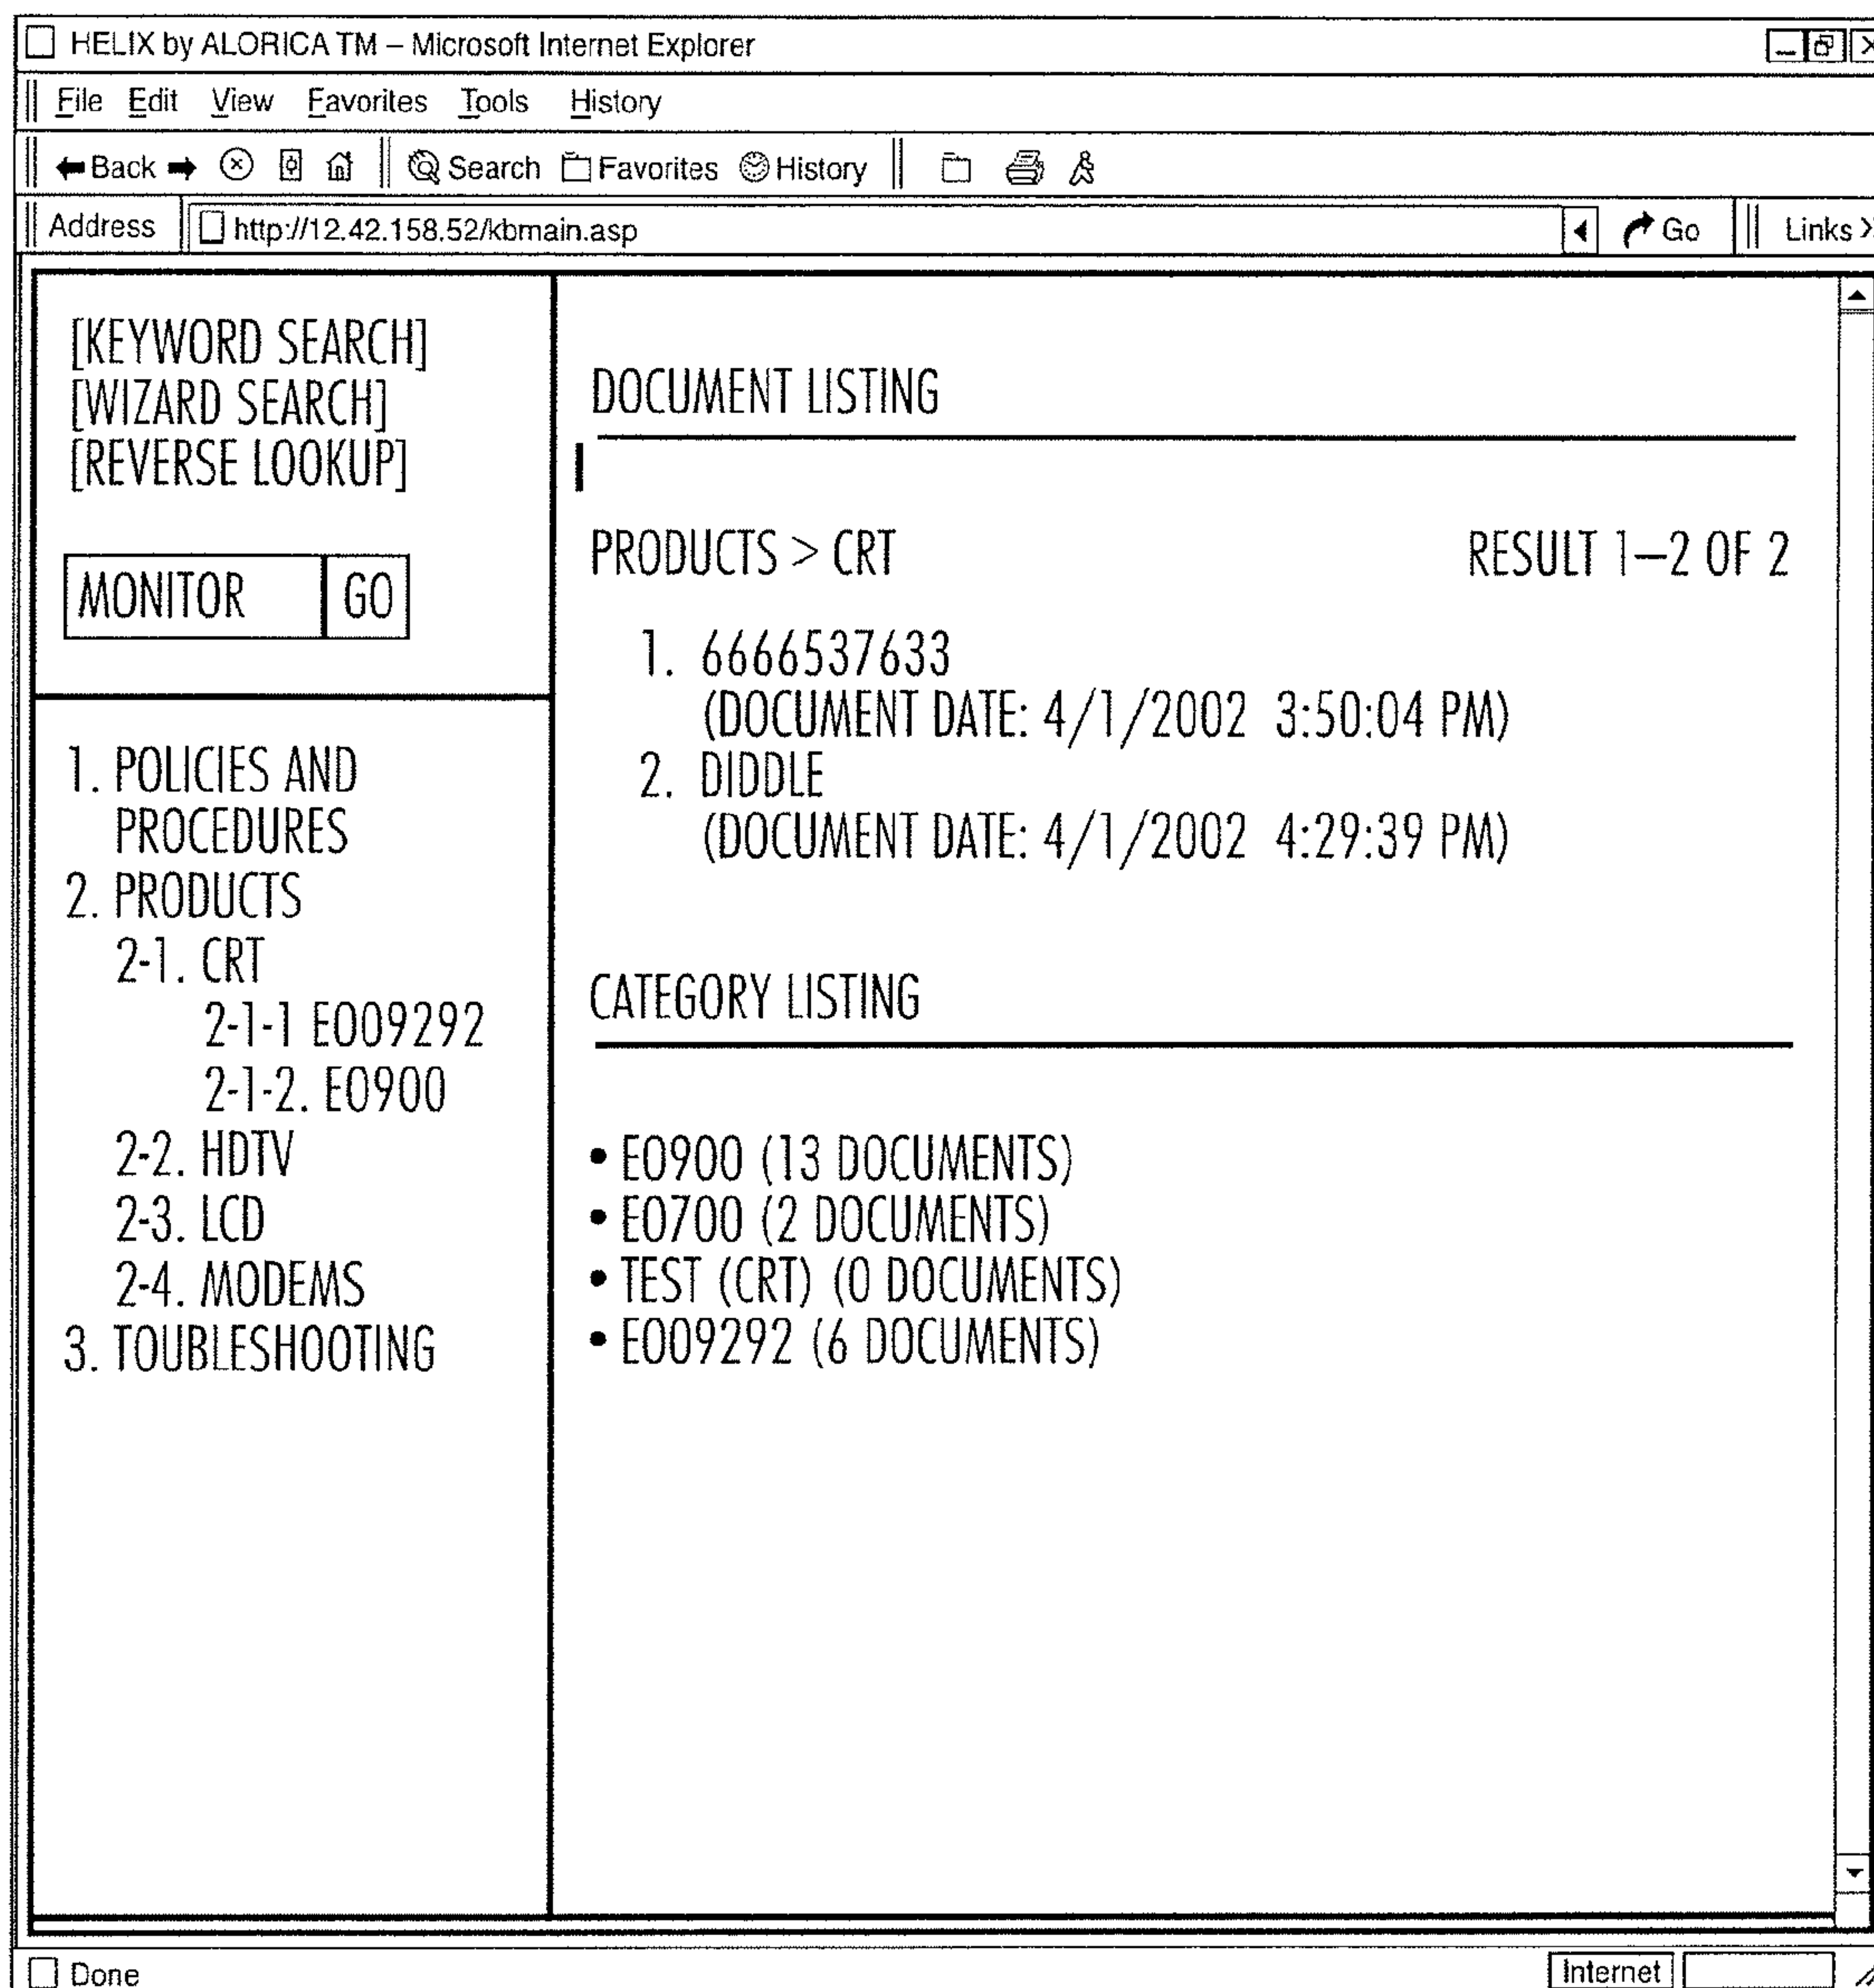 HELIX by ALORICA TM – Microsoft Internet Explorer
File Edit View Favorites Tools History
Back Search Favorites History
Address http://12.42.158.52/kbmain.asp Go Links
[KEYWORD SEARCH]
[WIZARD SEARCH]
[REVERSE LOOKUP]
MONITOR GO
1. POLICIES AND
PROCEDURES
2. PRODUCTS
2-1. CRT
2-1-1 E009292
2-1-2. E0900
2-2. HDTV
2-3. LCD
2-4. MODEMS
3. TOUBLESHOOTING
DOCUMENT LISTING
PRODUCTS > CRT RESULT 1–2 OF 2
1. 6666537633
(DOCUMENT DATE: 4/1/2002 3:50:04 PM)
2. DIDDLE
(DOCUMENT DATE: 4/1/2002 4:29:39 PM)
CATEGORY LISTING
• E0900 (13 DOCUMENTS)
• E0700 (2 DOCUMENTS)
• TEST (CRT) (0 DOCUMENTS)
• E009292 (6 DOCUMENTS)
Done Internet